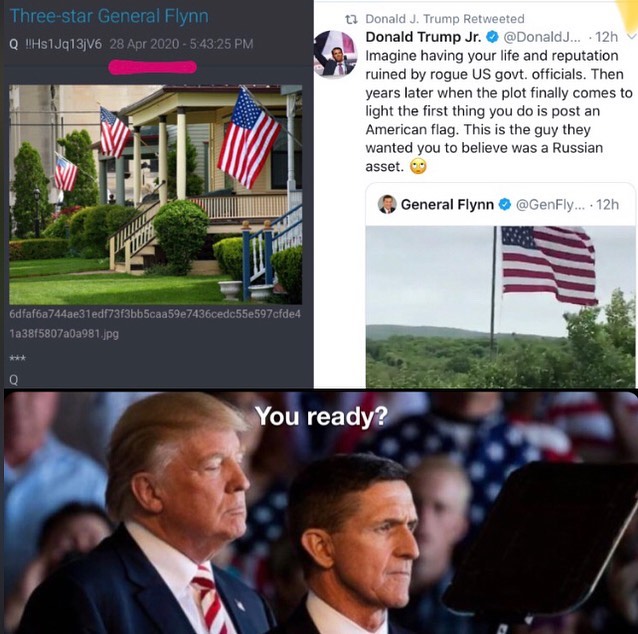 Three-star General Flynn
Q !!Hs1Jq13jV6 28 Apr 2020 - 5:43:25 PM
6dfaf6a744ae31edf73f3bb5caa59e7436cedc55e597cfde4
1a38f5807a0a981.jpg
***
Q
Donald J. Trump Retweeted
Donald Trump Jr. @DonaldJ... · 12h
Imagine having your life and reputation
ruined by rogue US govt. officials. Then
years later when the plot finally comes to
light the first thing you do is post an
American flag. This is the guy they
wanted you to believe was a Russian
asset. 🙄
General Flynn @GenFly... · 12h
You ready?